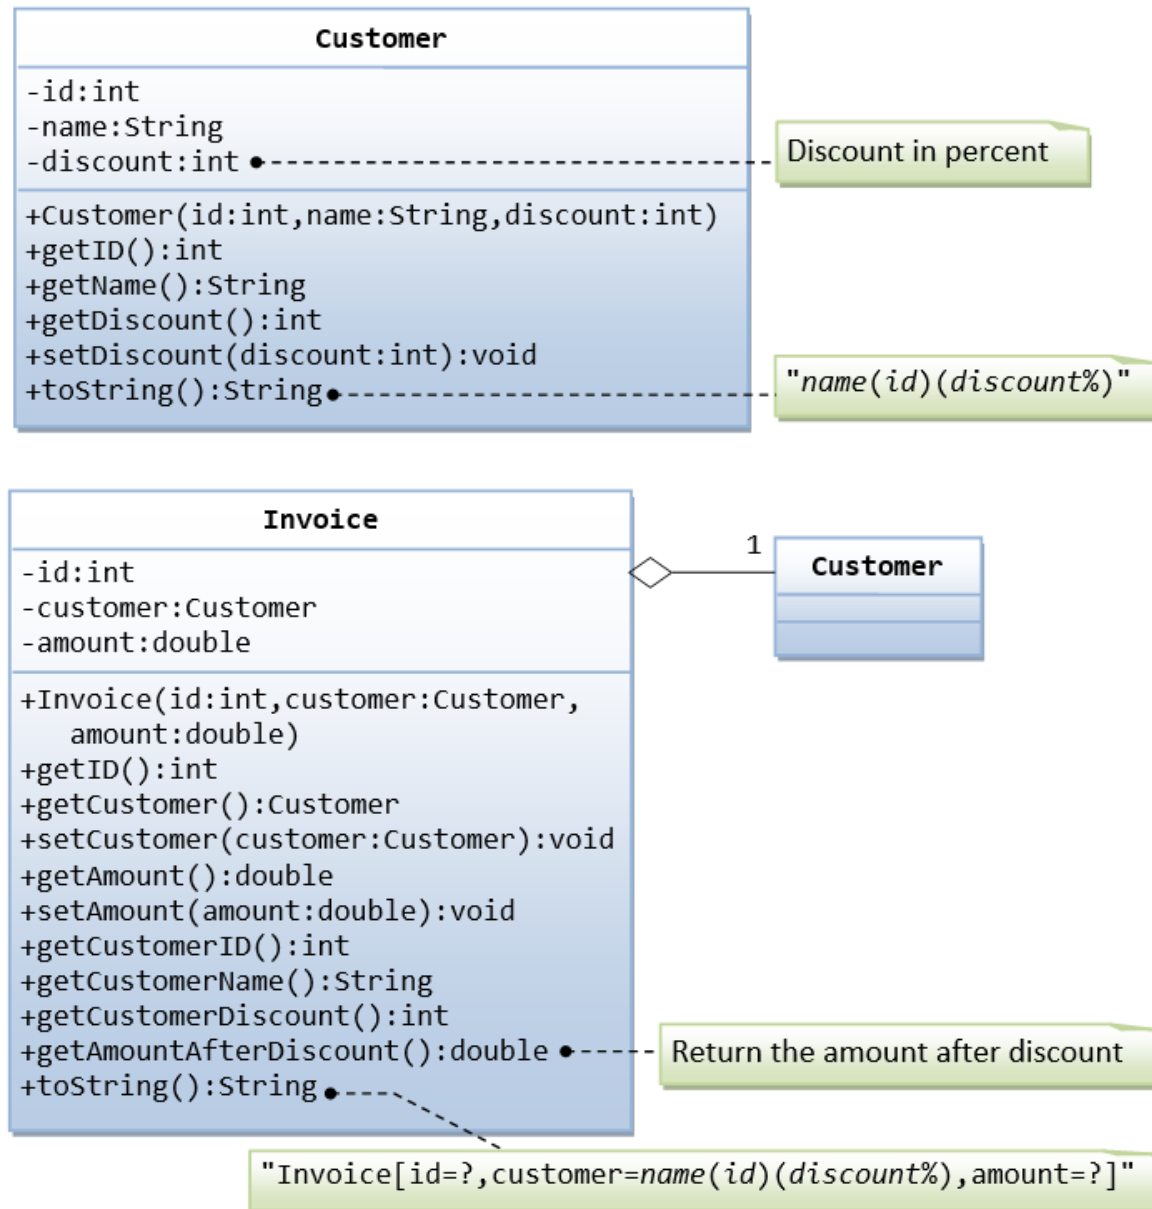 Customer
-id:int
-name:String
-discount:int
Discount in percent
+Customer(id:int,name:String,discount:int)
+getID():int
+getName():String
+getDiscount():int
+setDiscount(discount:int):void
+toString():String
"name(id)(discount%)"
Invoice
-id:int
-customer:Customer
-amount:double
1
Customer
+Invoice(id:int,customer:Customer,
amount:double)
+getID():int
+getCustomer():Customer
+setCustomer(customer:Customer):void
+getAmount():double
+setAmount(amount:double):void
+getCustomerID():int
+getCustomerName():String
+getCustomerDiscount():int
+getAmountAfterDiscount():double
Return the amount after discount
+toString():String
"Invoice[id=?,customer=name(id)(discount%),amount=?]"